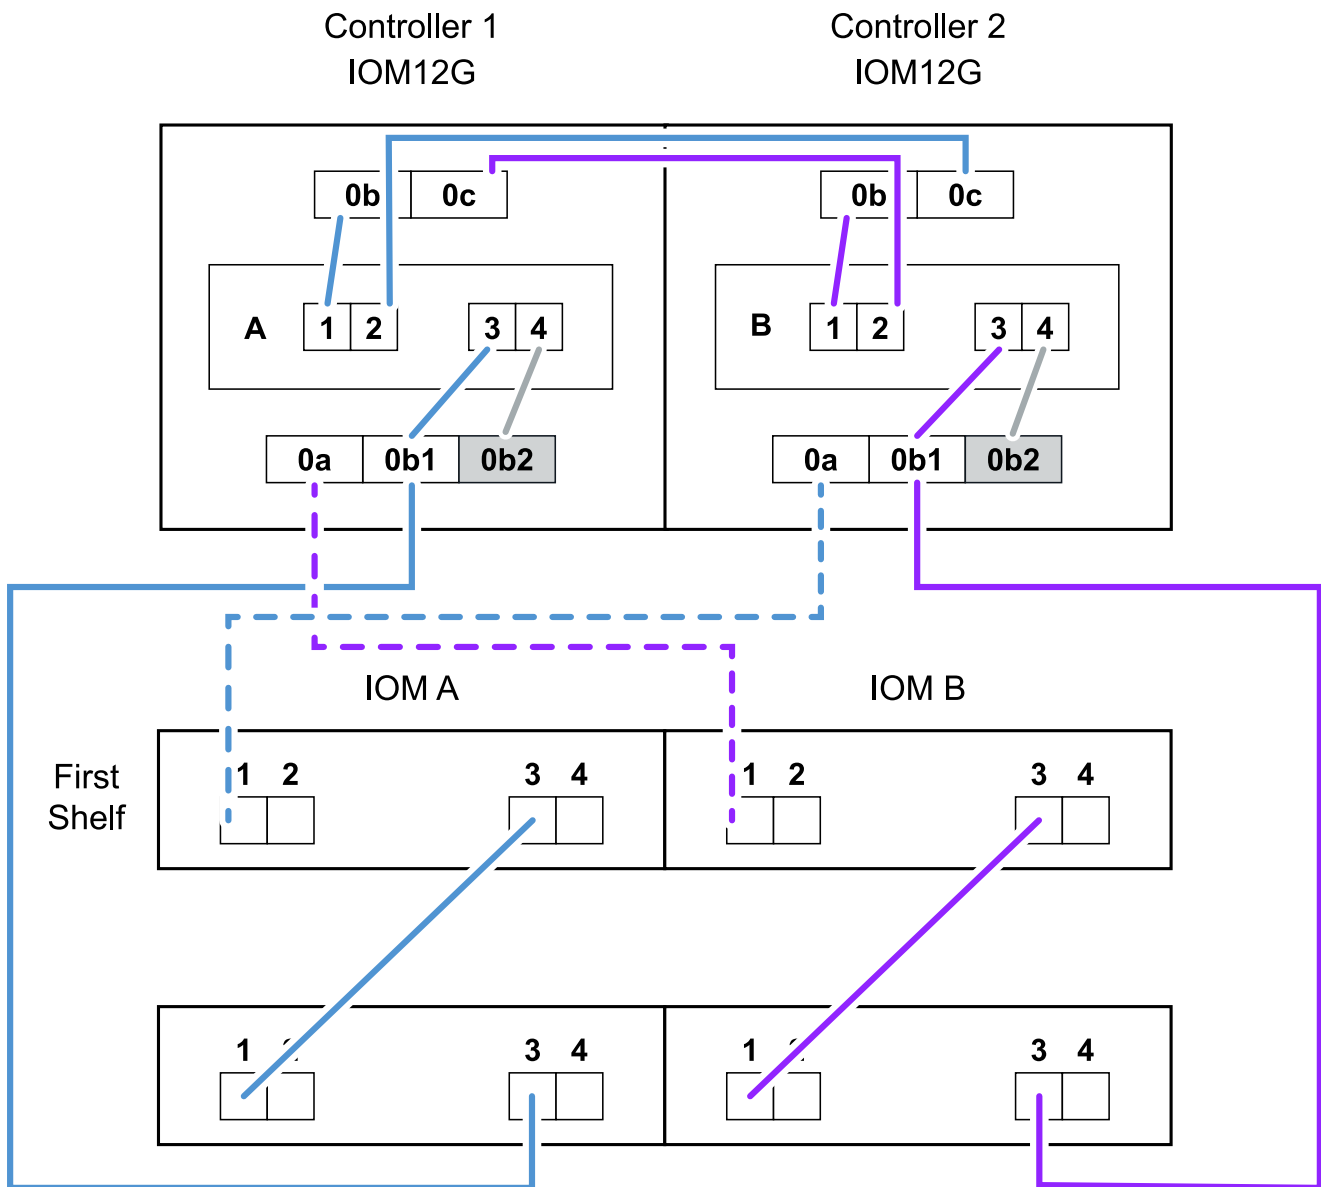 Controller 1 Controller 2
IOM12G IOM12G
0b 0c 0b 0c
A 1 2 3 4 B 1 2 3 4
0a 0b1 0b2 0a 0b1 0b2
IOM A IOM B
First
Shelf
1 2 3 4 1 2 3 4
1 3 4 1 3 4